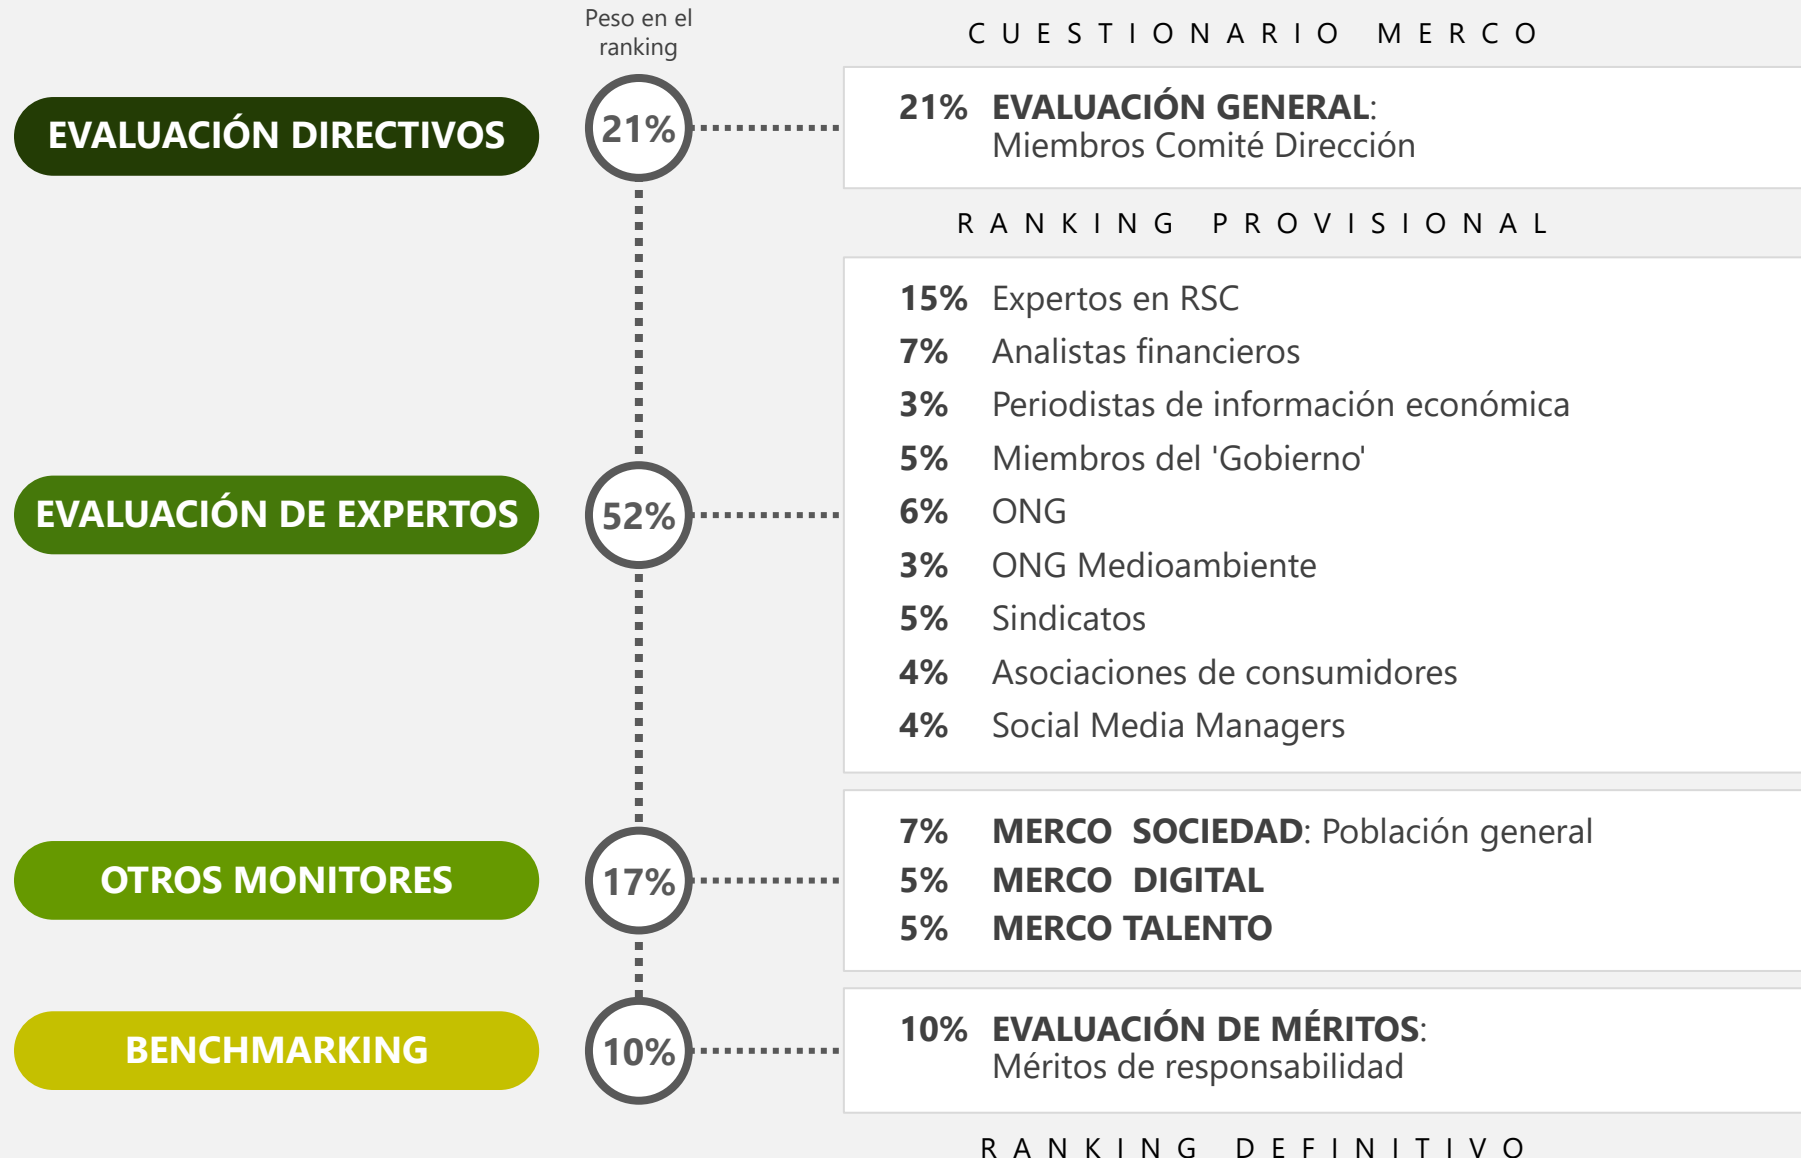 Peso en el
ranking
CUESTIONARIO MERCO
EVALUACIÓN DIRECTIVOS
21%
21% EVALUACIÓN GENERAL:
Miembros Comité Dirección
RANKING PROVISIONAL
EVALUACIÓN DE EXPERTOS
52%
15% Expertos en RSC
7% Analistas financieros
3% Periodistas de información económica
5% Miembros del 'Gobierno'
6% ONG
3% ONG Medioambiente
5% Sindicatos
4% Asociaciones de consumidores
4% Social Media Managers
OTROS MONITORES
17%
7% MERCO SOCIEDAD: Población general
5% MERCO DIGITAL
5% MERCO TALENTO
BENCHMARKING
10%
10% EVALUACIÓN DE MÉRITOS:
Méritos de responsabilidad
RANKING DEFINITIVO